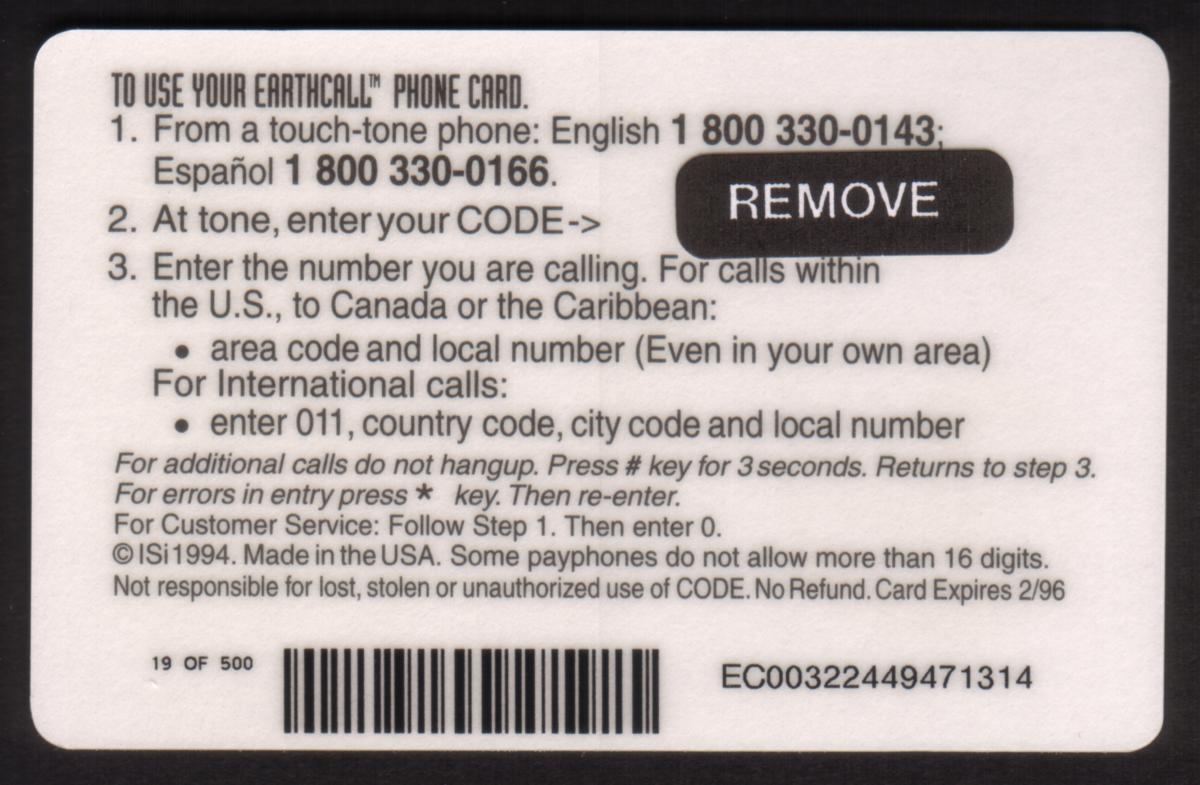 TO USE YOUR EARTHCALL™ PHONE CARD.
1. From a touch-tone phone: English 1 800 330-0143;
Español 1 800 330-0166.
REMOVE
2. At tone, enter your CODE ->
3. Enter the number you are calling. For calls within
the U.S., to Canada or the Caribbean:
• area code and local number (Even in your own area)
For International calls:
• enter 011, country code, city code and local number
For additional calls do not hangup. Press # key for 3 seconds. Returns to step 3.
For errors in entry press * key. Then re-enter.
For Customer Service: Follow Step 1. Then enter 0.
© ISi 1994. Made in the USA. Some payphones do not allow more than 16 digits.
Not responsible for lost, stolen or unauthorized use of CODE. No Refund. Card Expires 2/96
19 OF 500
EC00322449471314